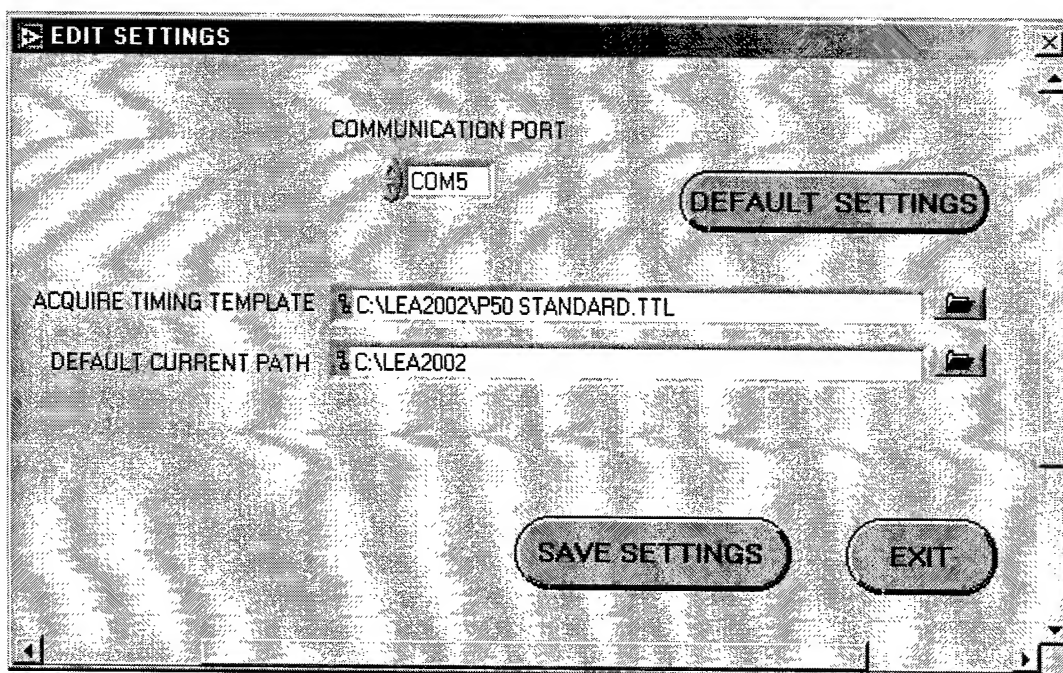 EDIT SETTINGS
COMMUNICATION PORT
COM5
DEFAULT SETTINGS
ACQUIRE TIMING TEMPLATE
C:\LEA2002\P50 STANDARD.TTL
DEFAULT CURRENT PATH
C:\LEA2002
SAVE SETTINGS
EXIT